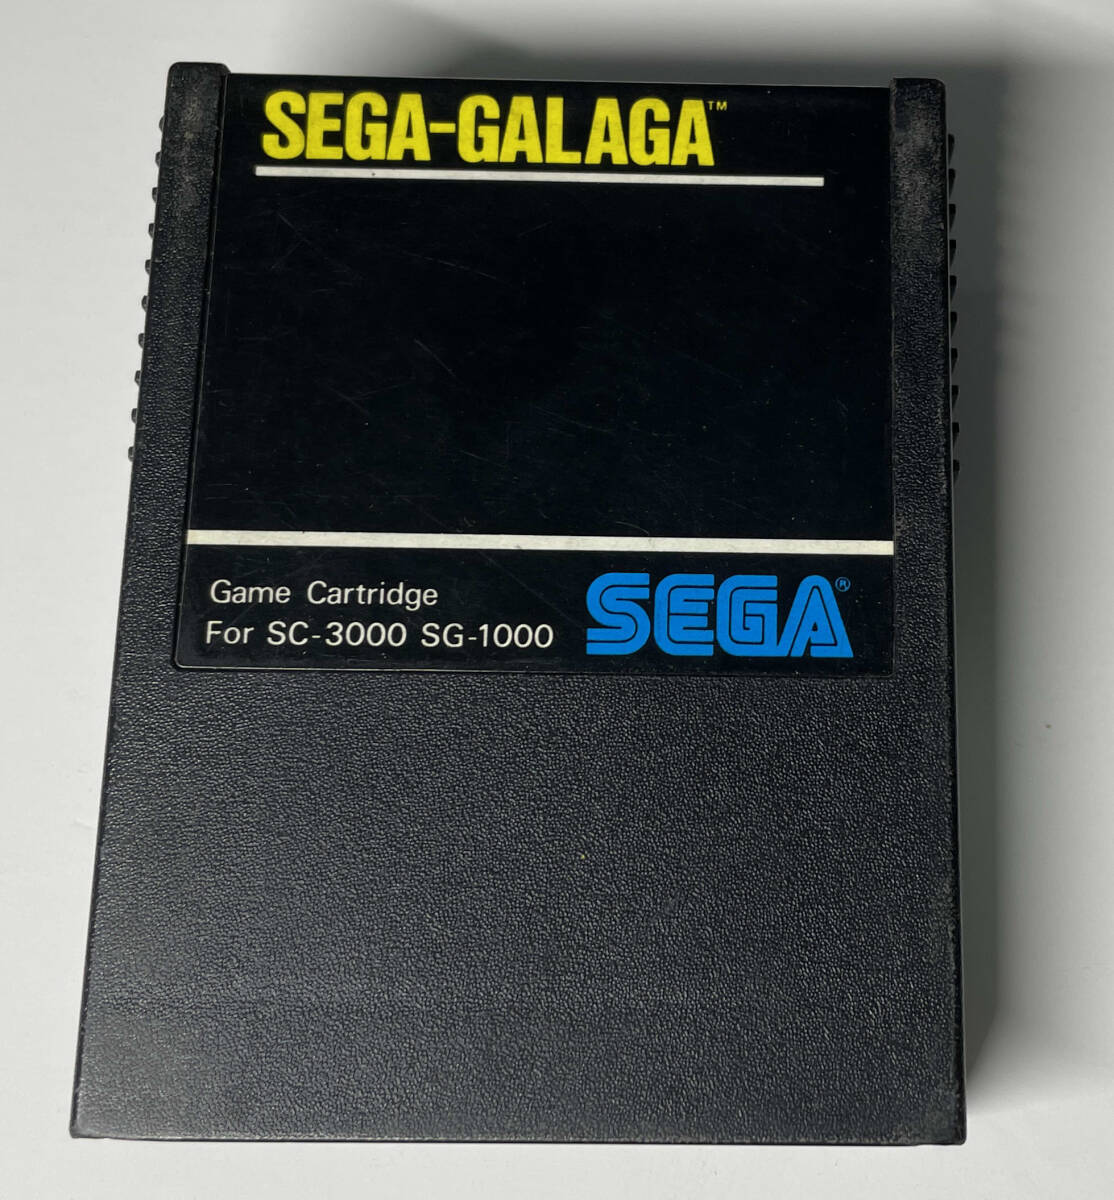 SEGA-GALAGA™
Game Cartridge
For SC-3000 SG-1000
SEGA®